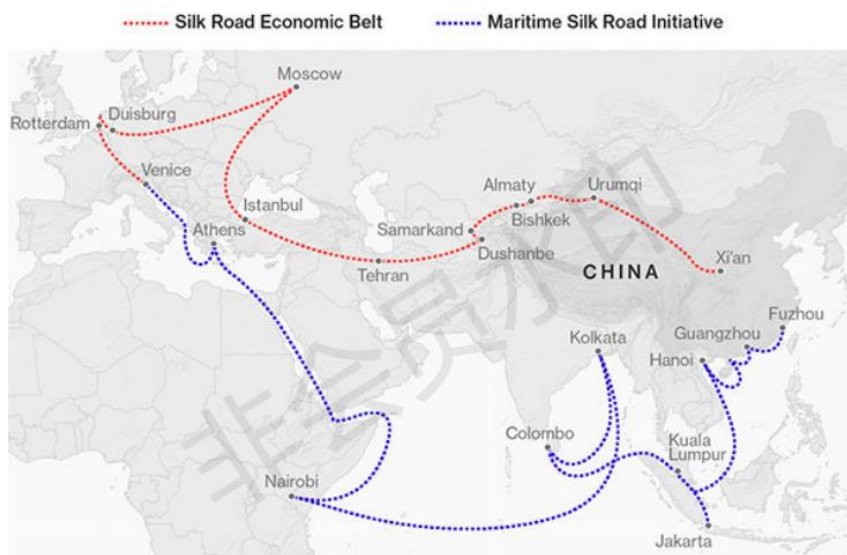 Silk Road Economic Belt
Maritime Silk Road Initiative
Moscow
Rotterdam
Duisburg
Venice
Istanbul
Athens
Almaty
Urumqi
Bishkek
Samarkand
Dushanbe
Tehran
Xi'an
CHINA
Fuzhou
Guangzhou
Kolkata
Hanoi
Colombo
Kuala
Lumpur
Nairobi
Jakarta
非会员水印